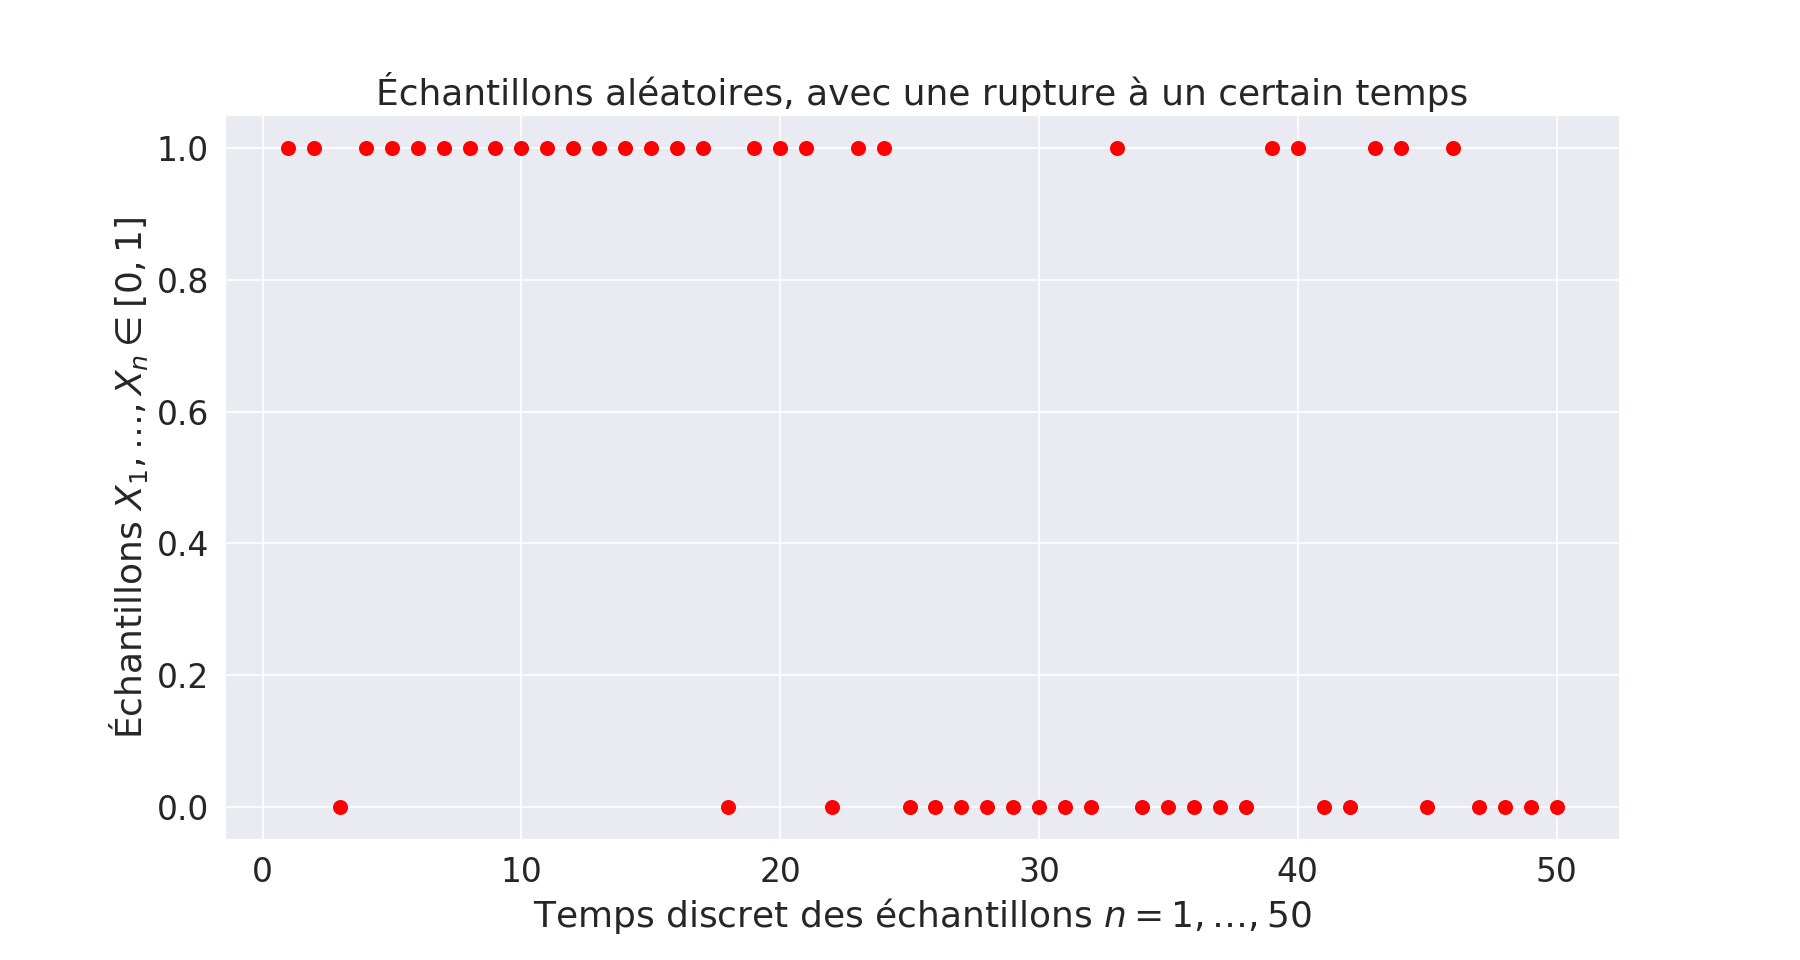 Échantillons aléatoires, avec une rupture à un certain temps
Échantillons X₁, …, Xₙ ∈ [0, 1]
1.0
0.8
0.6
0.4
0.2
0.0
0 10 20 30 40 50
Temps discret des échantillons n = 1, …, 50